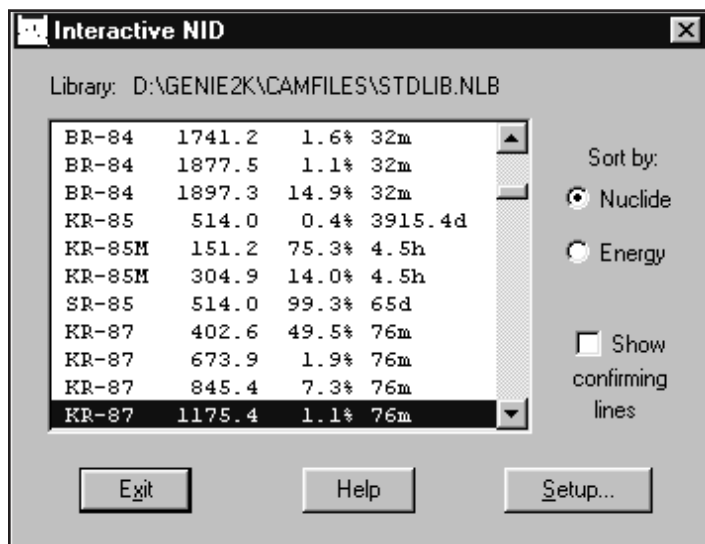 Interactive NID
Library: D:\GENIE2K\CAMFILES\STDLIB.NLB
BR-84 1741.2 1.6% 32m
BR-84 1877.5 1.1% 32m
BR-84 1897.3 14.9% 32m
KR-85 514.0 0.4% 3915.4d
KR-85M 151.2 75.3% 4.5h
KR-85M 304.9 14.0% 4.5h
SR-85 514.0 99.3% 65d
KR-87 402.6 49.5% 76m
KR-87 673.9 1.9% 76m
KR-87 845.4 7.3% 76m
KR-87 1175.4 1.1% 76m
Sort by:
Nuclide
Energy
Show
confirming
lines
Exit
Help
Setup...